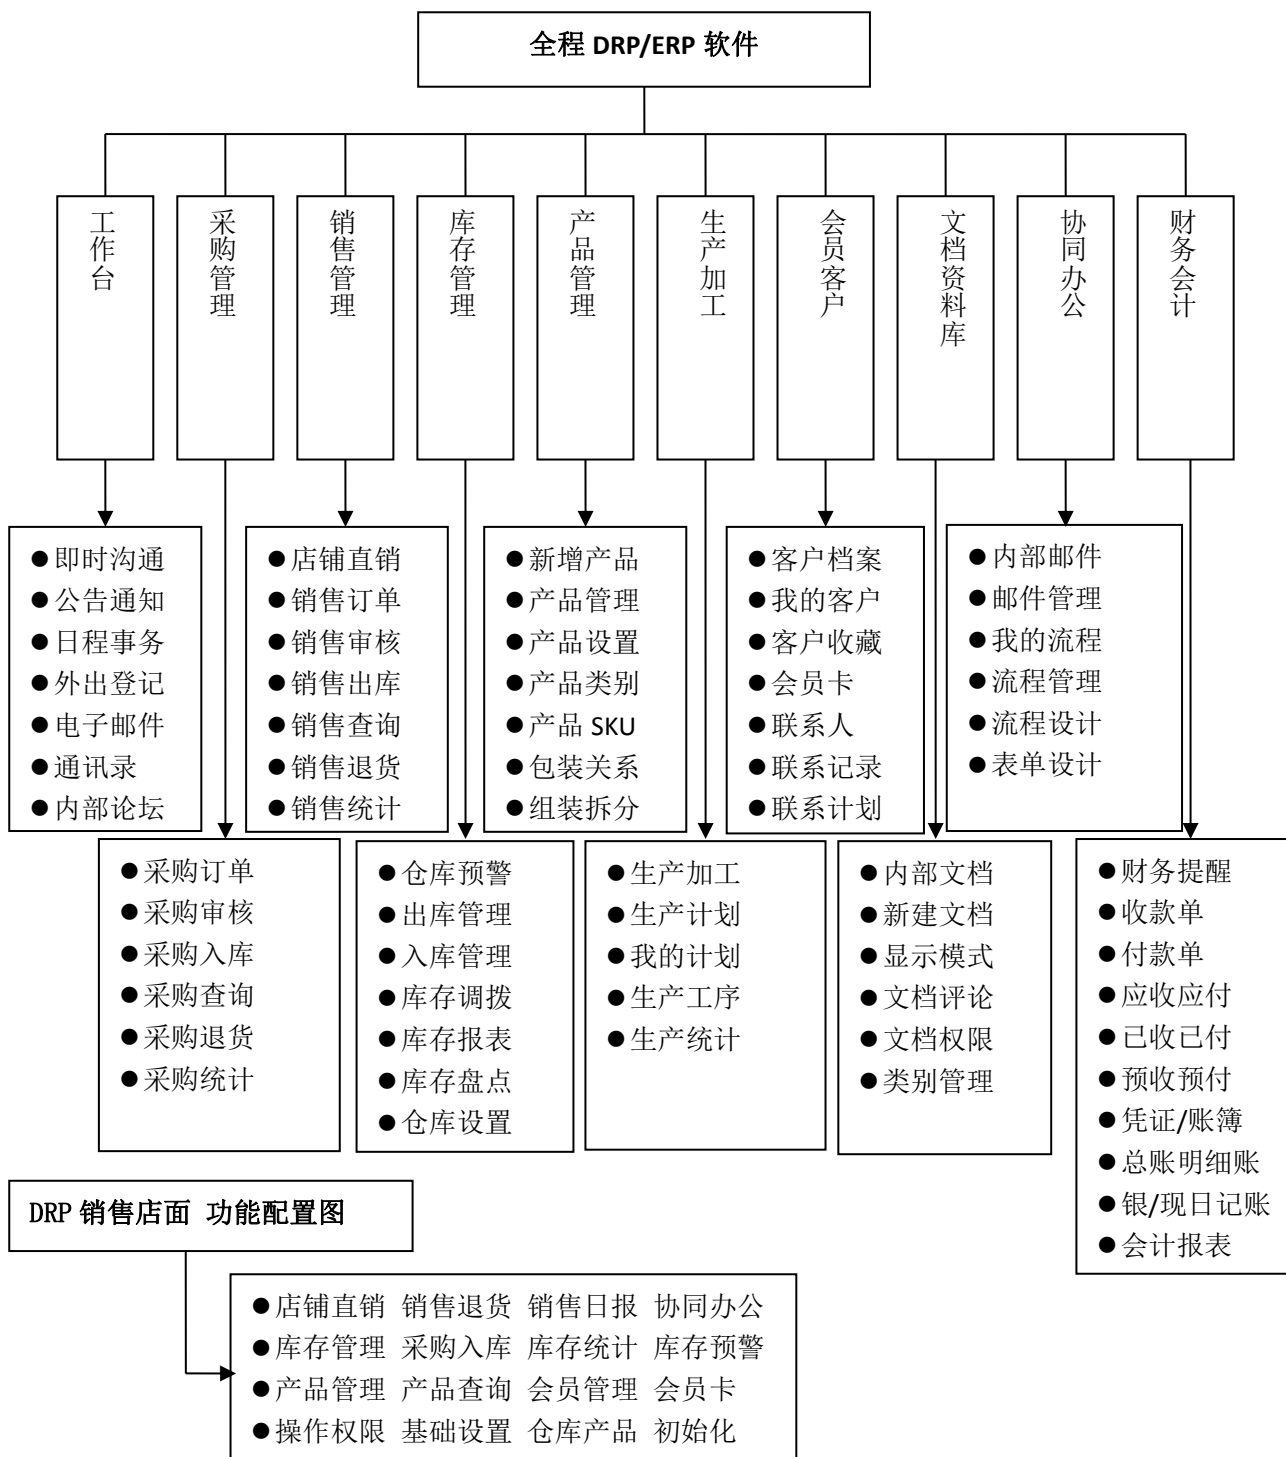 全程 DRP/ERP 软件
工作台
采购管理
销售管理
库存管理
产品管理
生产加工
会员客户
文档资料库
协同办公
财务会计
●即时沟通
●公告通知
●日程事务
●外出登记
●电子邮件
●通讯录
●内部论坛
●店铺直销
●销售订单
●销售审核
●销售出库
●销售查询
●销售退货
●销售统计
●新增产品
●产品管理
●产品设置
●产品类别
●产品 SKU
●包装关系
●组装拆分
●客户档案
●我的客户
●客户收藏
●会员卡
●联系人
●联系记录
●联系计划
●内部邮件
●邮件管理
●我的流程
●流程管理
●流程设计
●表单设计
●采购订单
●采购审核
●采购入库
●采购查询
●采购退货
●采购统计
●仓库预警
●出库管理
●入库管理
●库存调拨
●库存报表
●库存盘点
●仓库设置
●生产加工
●生产计划
●我的计划
●生产工序
●生产统计
●内部文档
●新建文档
●显示模式
●文档评论
●文档权限
●类别管理
●财务提醒
●收款单
●付款单
●应收应付
●已收已付
●预收预付
●凭证/账簿
●总账明细账
●银/现日记账
●会计报表
DRP 销售店面 功能配置图
●店铺直销 销售退货 销售日报 协同办公
●库存管理 采购入库 库存统计 库存预警
●产品管理 产品查询 会员管理 会员卡
●操作权限 基础设置 仓库产品 初始化